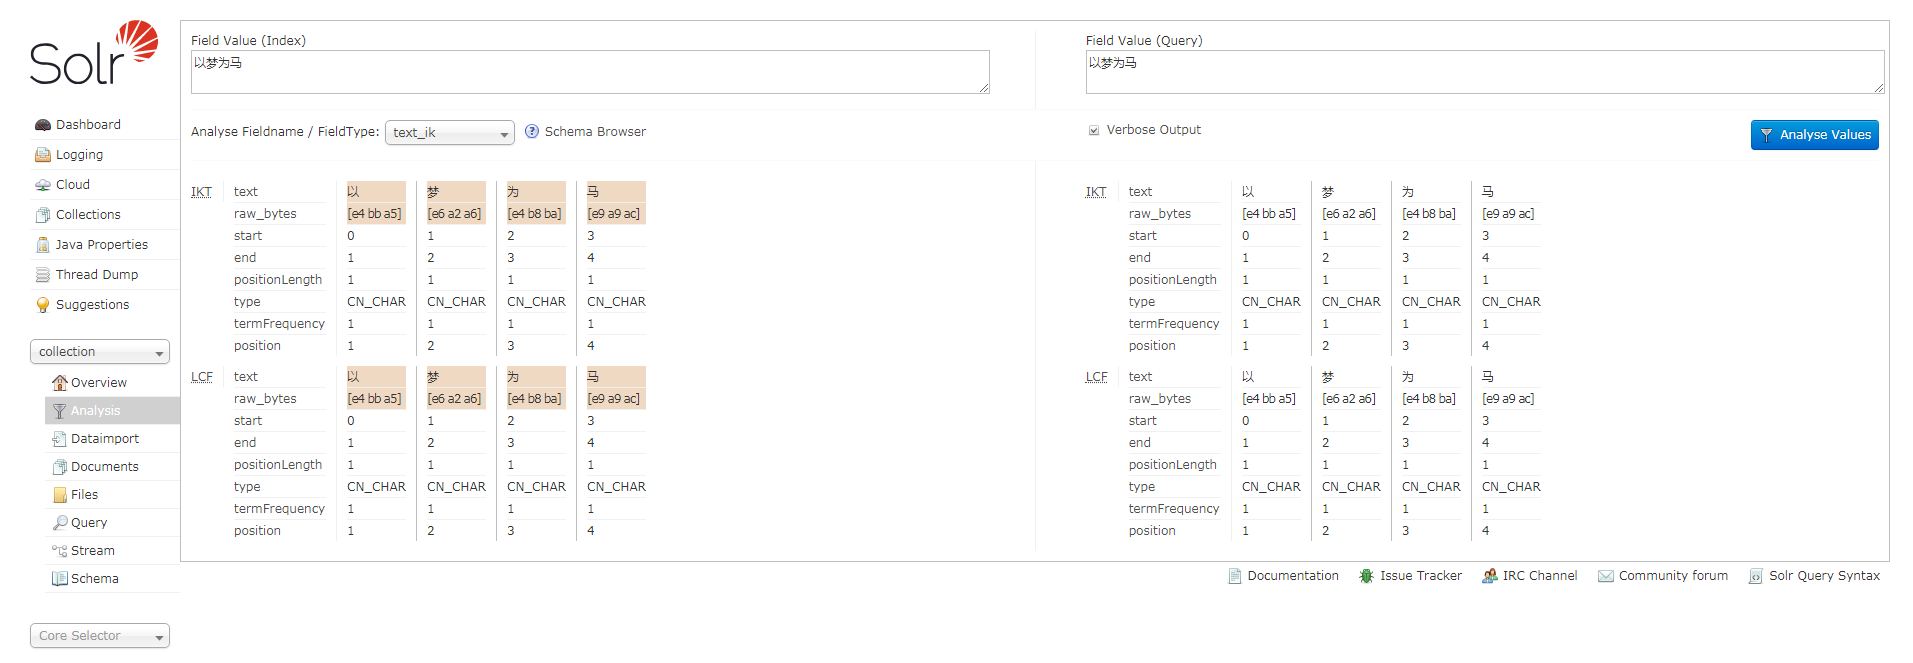 Solr
Dashboard
Logging
Cloud
Collections
Java Properties
Thread Dump
Suggestions
collection
Overview
Analysis
Dataimport
Documents
Files
Query
Stream
Schema
Core Selector
Field Value (Index)
以梦为马
Field Value (Query)
以梦为马
Analyse Fieldname / FieldType: text_ik Schema Browser
Verbose Output
Analyse Values
IKT text 以 梦 为 马
raw_bytes [e4 bb a5] [e6 a2 a6] [e4 b8 ba] [e9 a9 ac]
start 0 1 2 3
end 1 2 3 4
positionLength 1 1 1 1
type CN_CHAR CN_CHAR CN_CHAR CN_CHAR
termFrequency 1 1 1 1
position 1 2 3 4
LCF text 以 梦 为 马
raw_bytes [e4 bb a5] [e6 a2 a6] [e4 b8 ba] [e9 a9 ac]
start 0 1 2 3
end 1 2 3 4
positionLength 1 1 1 1
type CN_CHAR CN_CHAR CN_CHAR CN_CHAR
termFrequency 1 1 1 1
position 1 2 3 4
IKT text 以 梦 为 马
raw_bytes [e4 bb a5] [e6 a2 a6] [e4 b8 ba] [e9 a9 ac]
start 0 1 2 3
end 1 2 3 4
positionLength 1 1 1 1
type CN_CHAR CN_CHAR CN_CHAR CN_CHAR
termFrequency 1 1 1 1
position 1 2 3 4
LCF text 以 梦 为 马
raw_bytes [e4 bb a5] [e6 a2 a6] [e4 b8 ba] [e9 a9 ac]
start 0 1 2 3
end 1 2 3 4
positionLength 1 1 1 1
type CN_CHAR CN_CHAR CN_CHAR CN_CHAR
termFrequency 1 1 1 1
position 1 2 3 4
Documentation Issue Tracker IRC Channel Community forum Solr Query Syntax